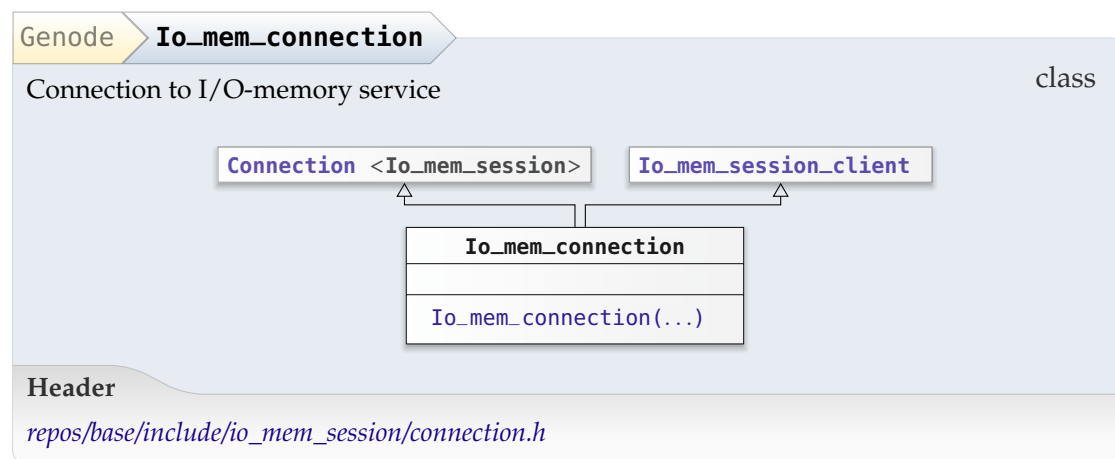 Genode Io_mem_connection
Connection to I/O-memory service
class
Connection <Io_mem_session>
Io_mem_session_client
Io_mem_connection
Io_mem_connection(...)
Header
repos/base/include/io_mem_session/connection.h